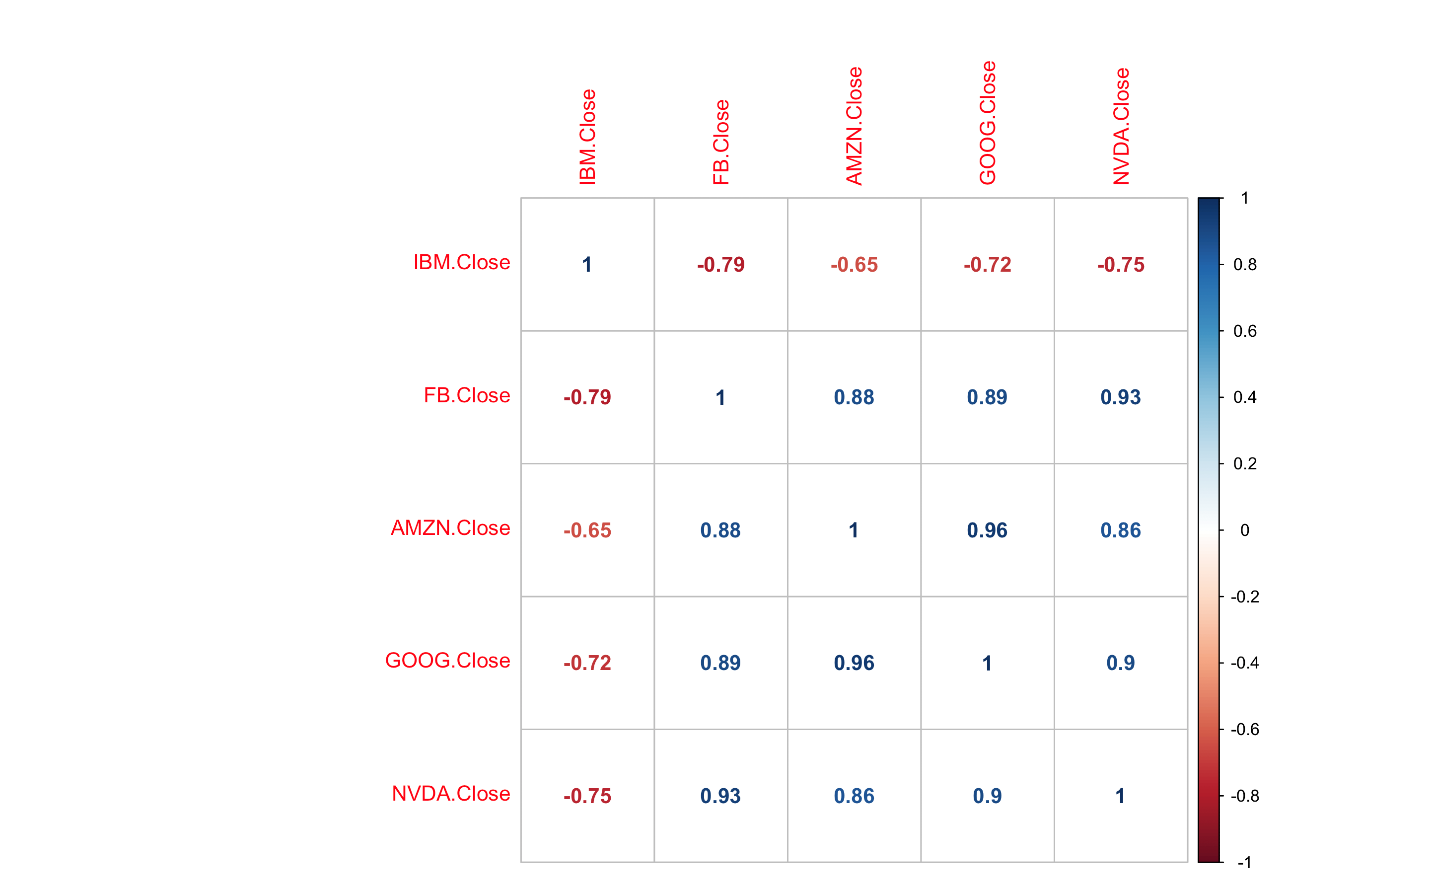 IBM.Close
FB.Close
AMZN.Close
GOOG.Close
NVDA.Close
1
IBM.Close 1 -0.79 -0.65 -0.72 -0.75
0.8
0.6
FB.Close -0.79 1 0.88 0.89 0.93
0.4
0.2
AMZN.Close -0.65 0.88 1 0.96 0.86
0
-0.2
GOOG.Close -0.72 0.89 0.96 1 0.9
-0.4
-0.6
NVDA.Close -0.75 0.93 0.86 0.9 1
-0.8
-1